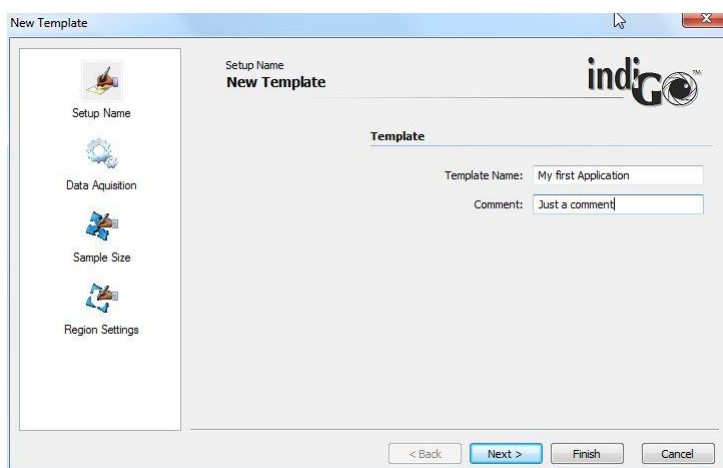 New Template
Setup Name
Data Aquisition
Sample Size
Region Settings
Setup Name
New Template
indiGo™
Template
Template Name: My first Application
Comment: Just a comment
< Back Next > Finish Cancel